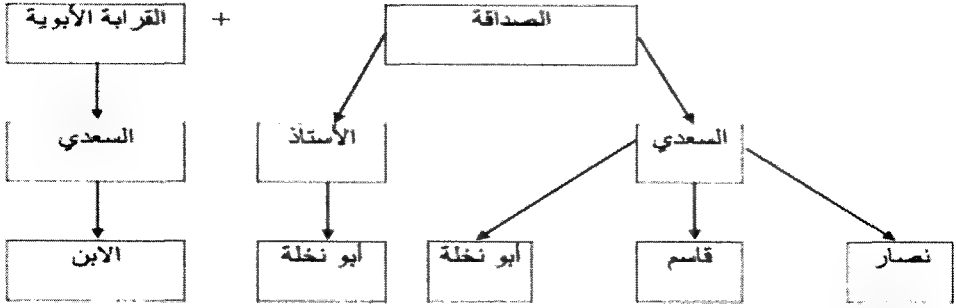 الصداقة + القرابة الأبوية
السعدي الأستاذ السعدي
نصار قاسم أبو نخلة أبو نخلة الابن